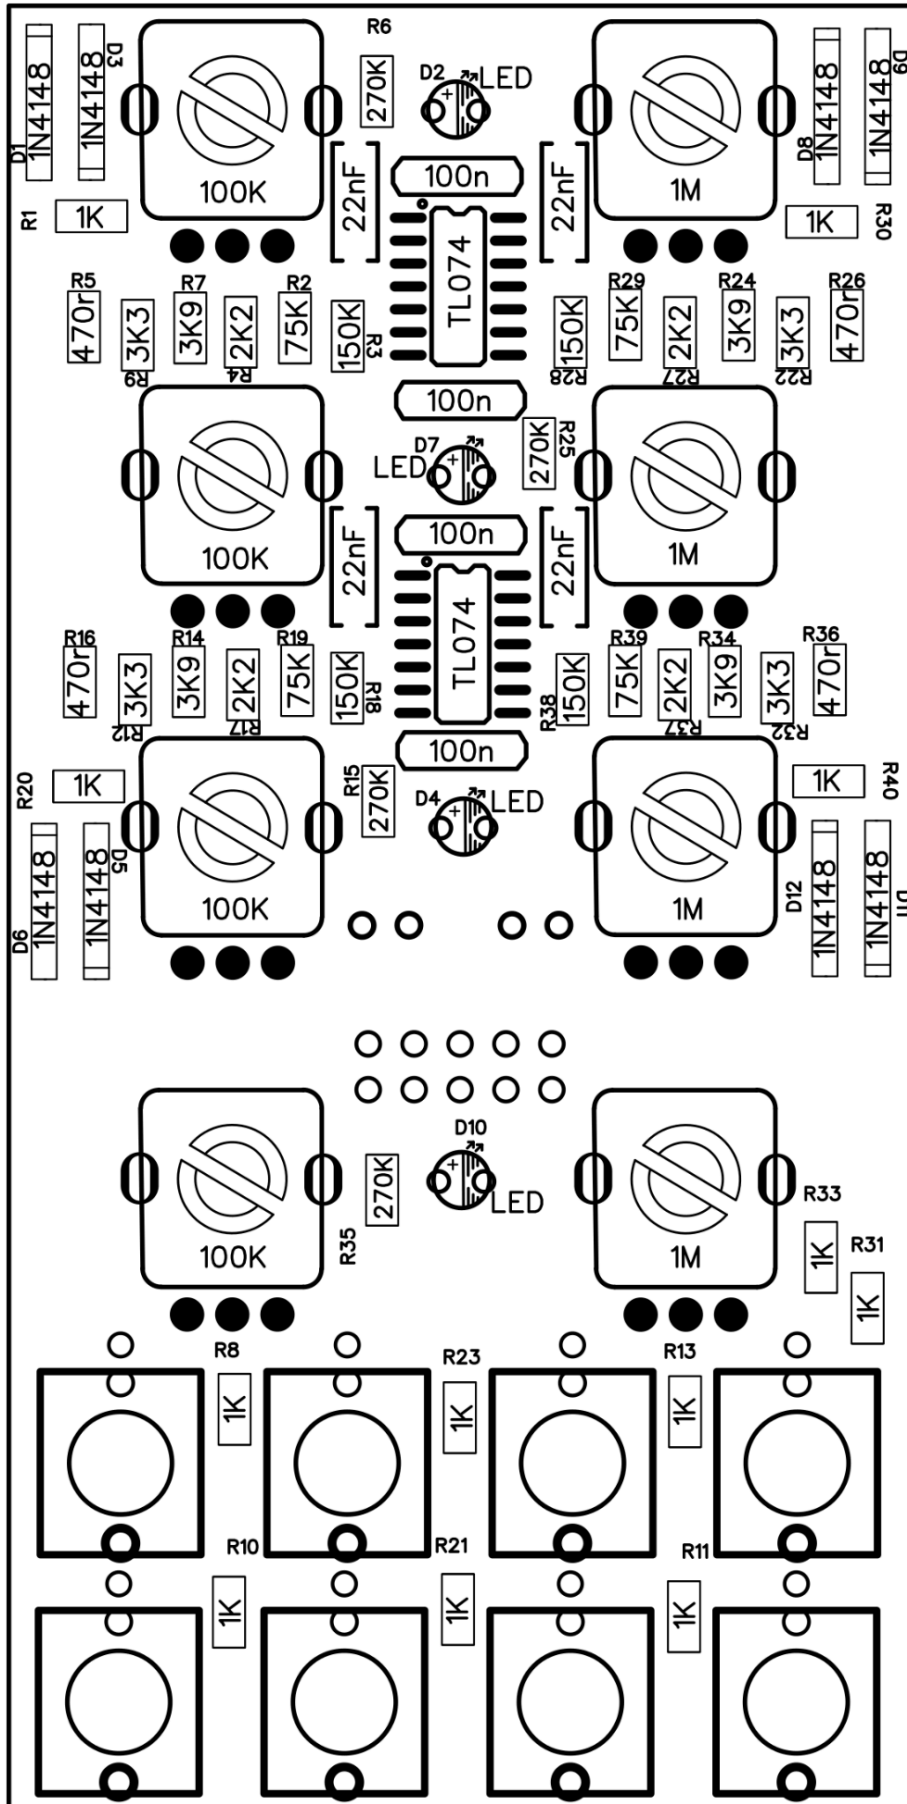 R6
D3
D9
1N4148
1N4148
270K
D2
LED
1N4148
1N4148
D1
D8
100K
1M
22nF
100n
22nF
R1
1K
1K
R30
TL074
R5
R7
R2
R29
R24
R26
470r
3K3
3K9
2K2
75K
150K
R3
150K
75K
2K2
3K9
3K3
470r
R9
R4
R28
R27
R22
100n
D7
LED
270K
R25
100K
1M
22nF
100n
22nF
TL074
R16
R14
R19
R39
R34
R36
470r
3K3
3K9
2K2
75K
150K
R18
150K
75K
2K2
3K9
3K3
470r
R12
R17
R38
R37
R32
100n
R20
1K
R15
270K
D4
LED
1K
R40
1N4148
1N4148
D5
1N4148
1N4148
D12
D11
D6
100K
1M
D10
270K
LED
R35
100K
1M
R33
R31
1K
1K
R8
R23
R13
1K
1K
1K
R10
R21
R11
1K
1K
1K